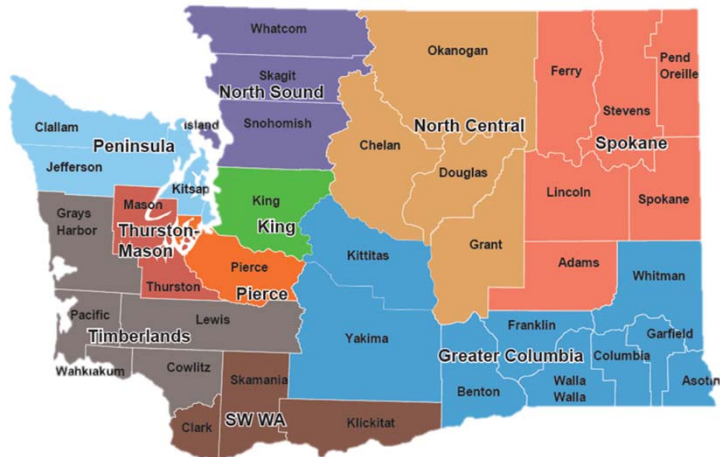 Whatcom
Okanogan
Ferry
Pend
Oreille
Skagit
North Sound
Stevens
Island
Snohomish
North Central
Clallam
Peninsula
Chelan
Spokane
Jefferson
Douglas
Kitsap
Lincoln
Spokane
Mason
King
Grays
Harbor
King
Thurston-
Mason
Grant
Kittitas
Adams
Pierce
Whitman
Thurston
Pierce
Pacific
Lewis
Franklin
Timberlands
Yakima
Garfield
Greater Columbia
Columbia
Wahkiakum
Cowlitz
Skamania
Benton
Walla
Walla
Asotin
SW WA
Klickitat
Clark